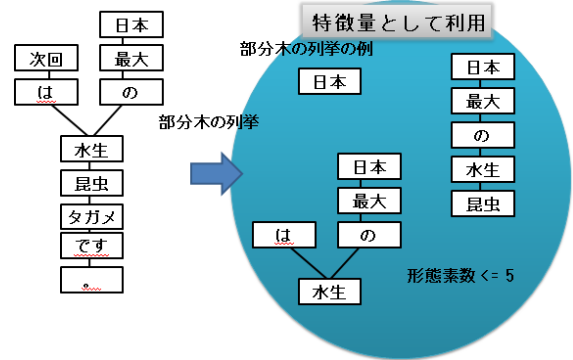 日本
次回
最大
は
の
水生
昆虫
タガメ
です
。
部分木の列挙
特徴量として利用
部分木の列挙の例
日本
日本
最大
の
水生
昆虫
日本
最大
は
の
水生
形態素数 <= 5